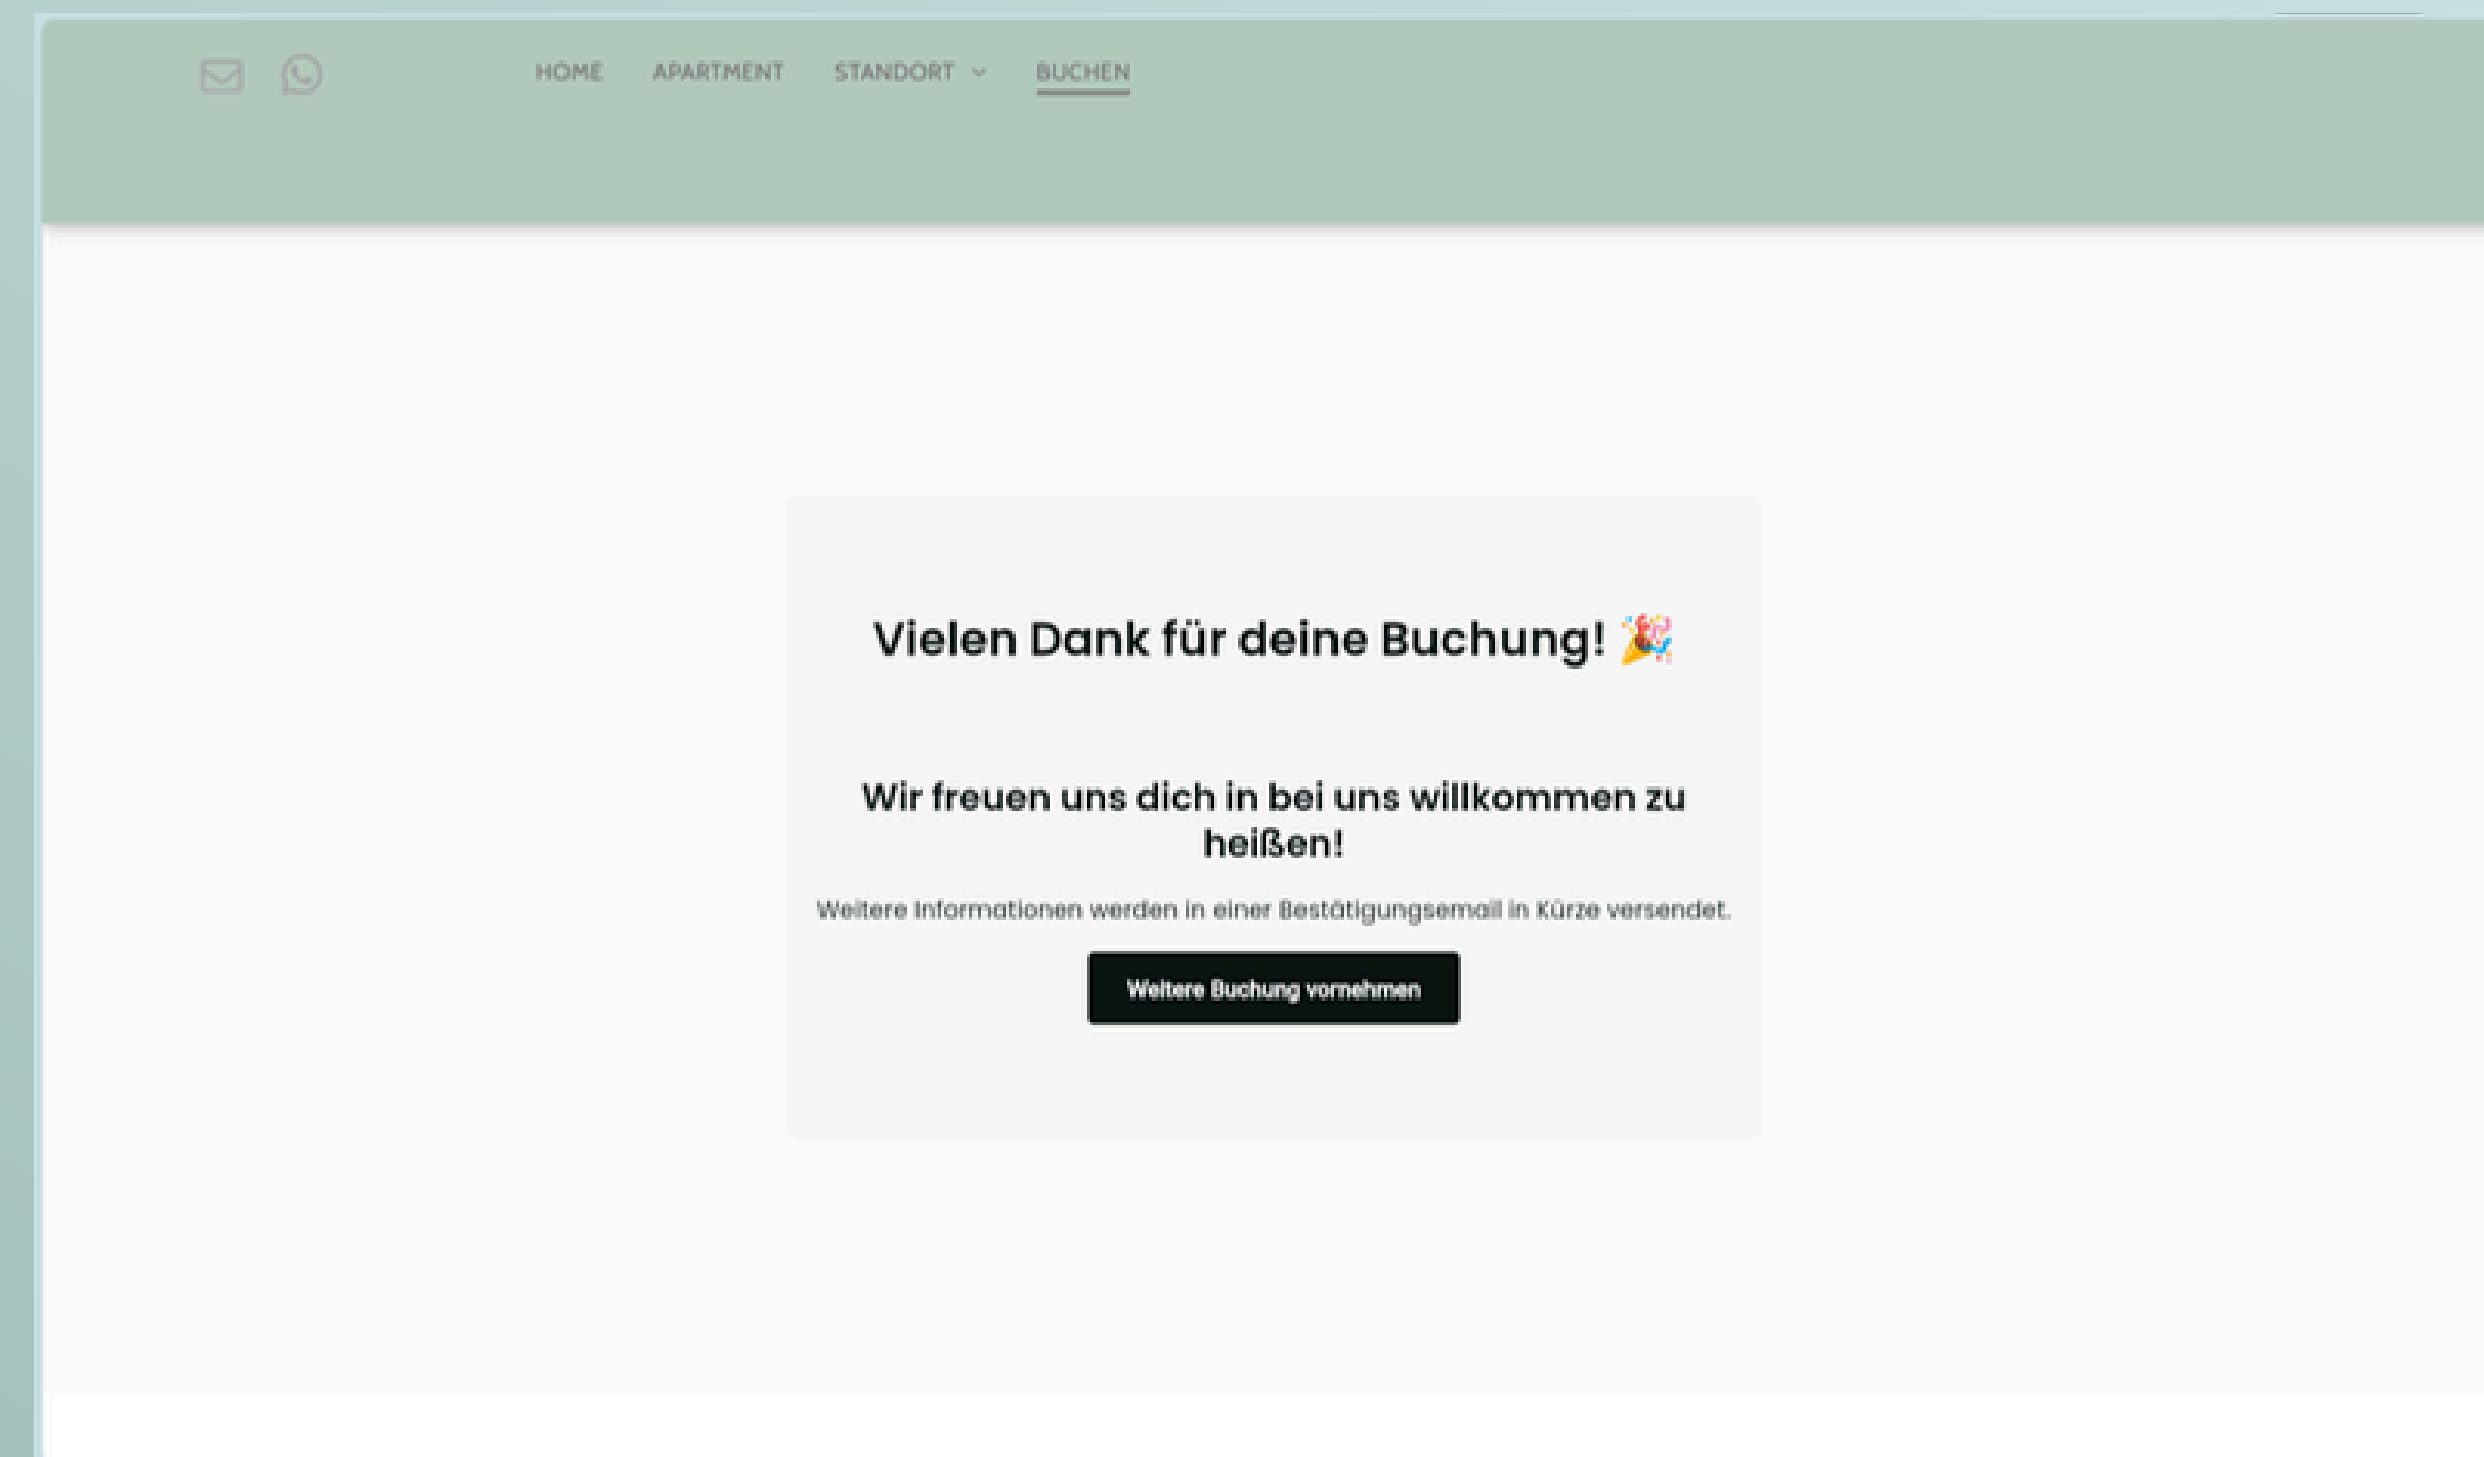 HOME APARTMENT STANDORT BUCHEN
Vielen Dank für deine Buchung! 🎉
Wir freuen uns dich in bei uns willkommen zu
heißen!
Weitere Informationen werden in einer Bestätigungsemail in Kürze versendet.
Weitere Buchung vornehmen